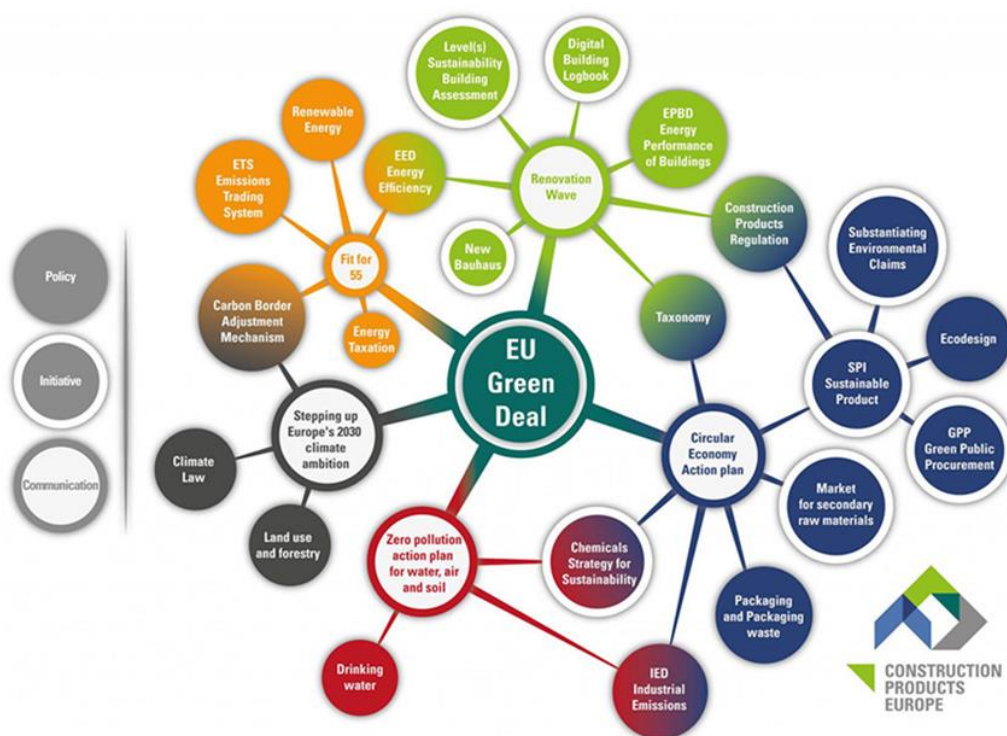 Level(s)
Sustainability
Building
Assessment
Digital
Building
Logbook
Renewable
Energy
EPBD
Energy
Performance
of Buildings
EED
Energy
Efficiency
ETS
Emissions
Trading
System
Renovation
Wave
Construction
Products
Regulation
Substantiating
Environmental
Claims
New
Bauhaus
Fit for
55
Policy
Carbon Border
Adjustment
Mechanism
Energy
Taxation
Taxonomy
Ecodesign
EU
Green
Deal
SPI
Sustainable
Product
Initiative
Stepping up
Europe's 2030
climate
ambition
Circular
Economy
Action plan
GPP
Green Public
Procurement
Climate
Law
Communication
Market
for secondary
raw materials
Land use
and forestry
Zero pollution
action plan
for water, air
and soil
Chemicals
Strategy for
Sustainability
Packaging
and Packaging
waste
Drinking
water
IED
Industrial
Emissions
CONSTRUCTION
PRODUCTS
EUROPE